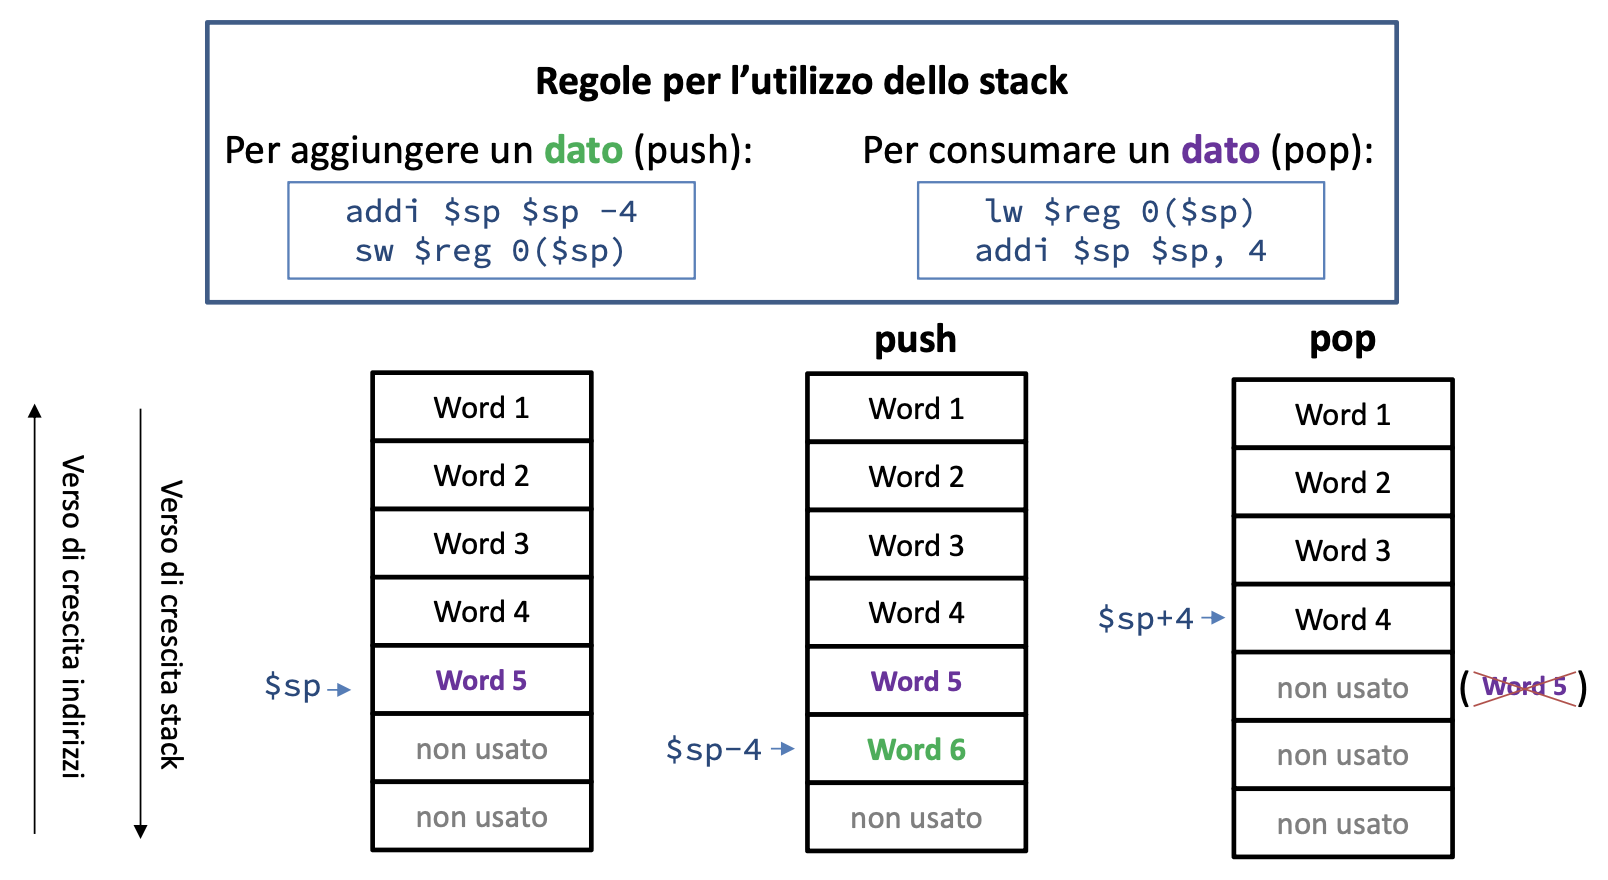 Regole per l’utilizzo dello stack
Per aggiungere un dato (push):
addi $sp $sp -4
sw $reg 0($sp)
Per consumare un dato (pop):
lw $reg 0($sp)
addi $sp $sp, 4
Verso di crescita indirizzi
Verso di crescita stack
$sp
Word 1
Word 2
Word 3
Word 4
Word 5
non usato
non usato
push
$sp-4
Word 1
Word 2
Word 3
Word 4
Word 5
Word 6
non usato
pop
$sp+4
Word 1
Word 2
Word 3
Word 4
non usato
(Word 5)
non usato
non usato